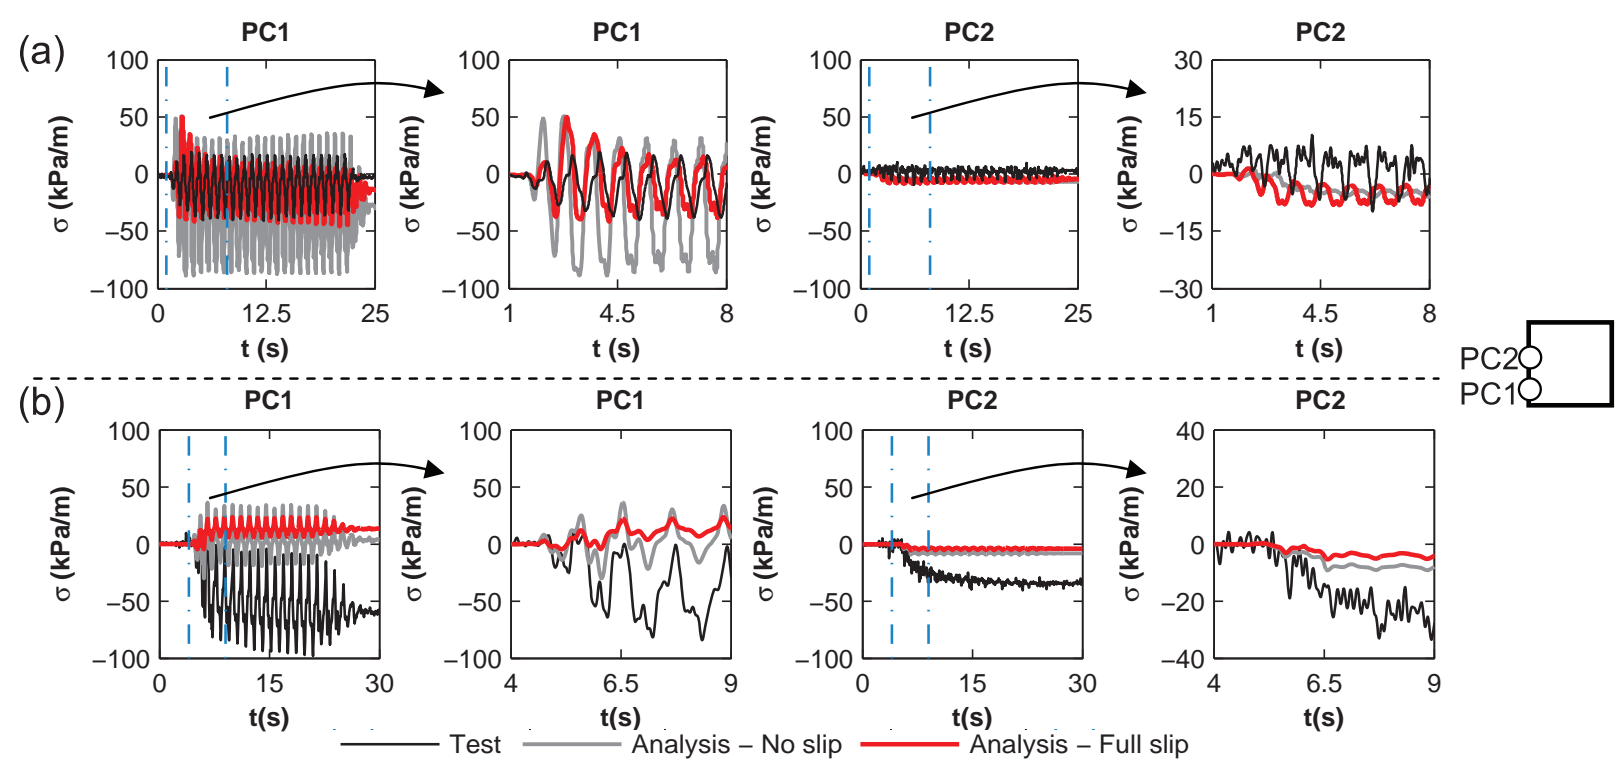 (a)
PC1 PC1 PC2 PC2
100 100 100 30
50 50 50 15
0 0 0 0
−50 −50 −50 −15
−100 −100 −100 −30
σ (kPa/m) σ (kPa/m) σ (kPa/m) σ (kPa/m)
0 12.5 25 1 4.5 8 0 12.5 25 1 4.5 8
t (s) t (s) t (s) t (s)
PC2
PC1
(b)
PC1 PC1 PC2 PC2
100 100 100 40
50 50 50 20
0 0 0 0
−50 −50 −50 −20
−100 −100 −100 −40
σ (kPa/m) σ (kPa/m) σ (kPa/m) σ (kPa/m)
0 15 30 4 6.5 9 0 15 30 4 6.5 9
t(s) t(s) t(s) t(s)
Test Analysis − No slip Analysis − Full slip